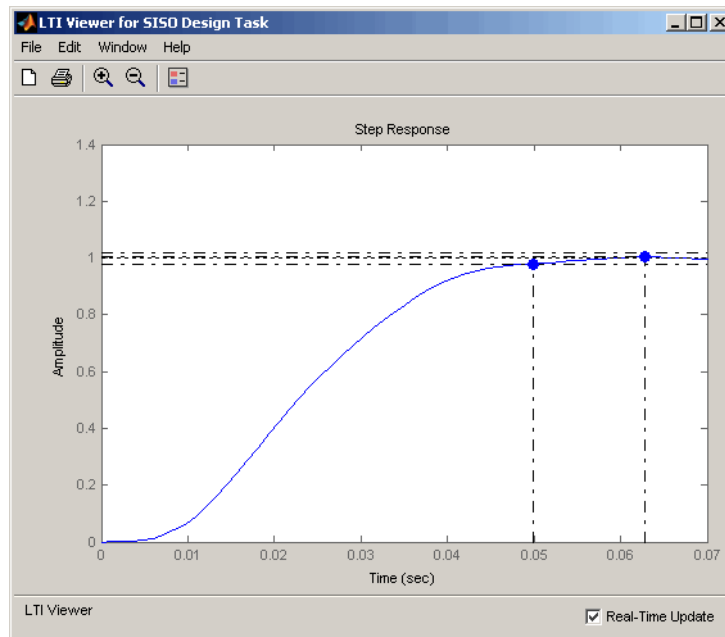 LTI Viewer for SISO Design Task
File Edit Window Help
Step Response
1.4
1.2
1
0.8
0.6
0.4
0.2
0
Amplitude
0 0.01 0.02 0.03 0.04 0.05 0.06 0.07
Time (sec)
LTI Viewer
Real-Time Update